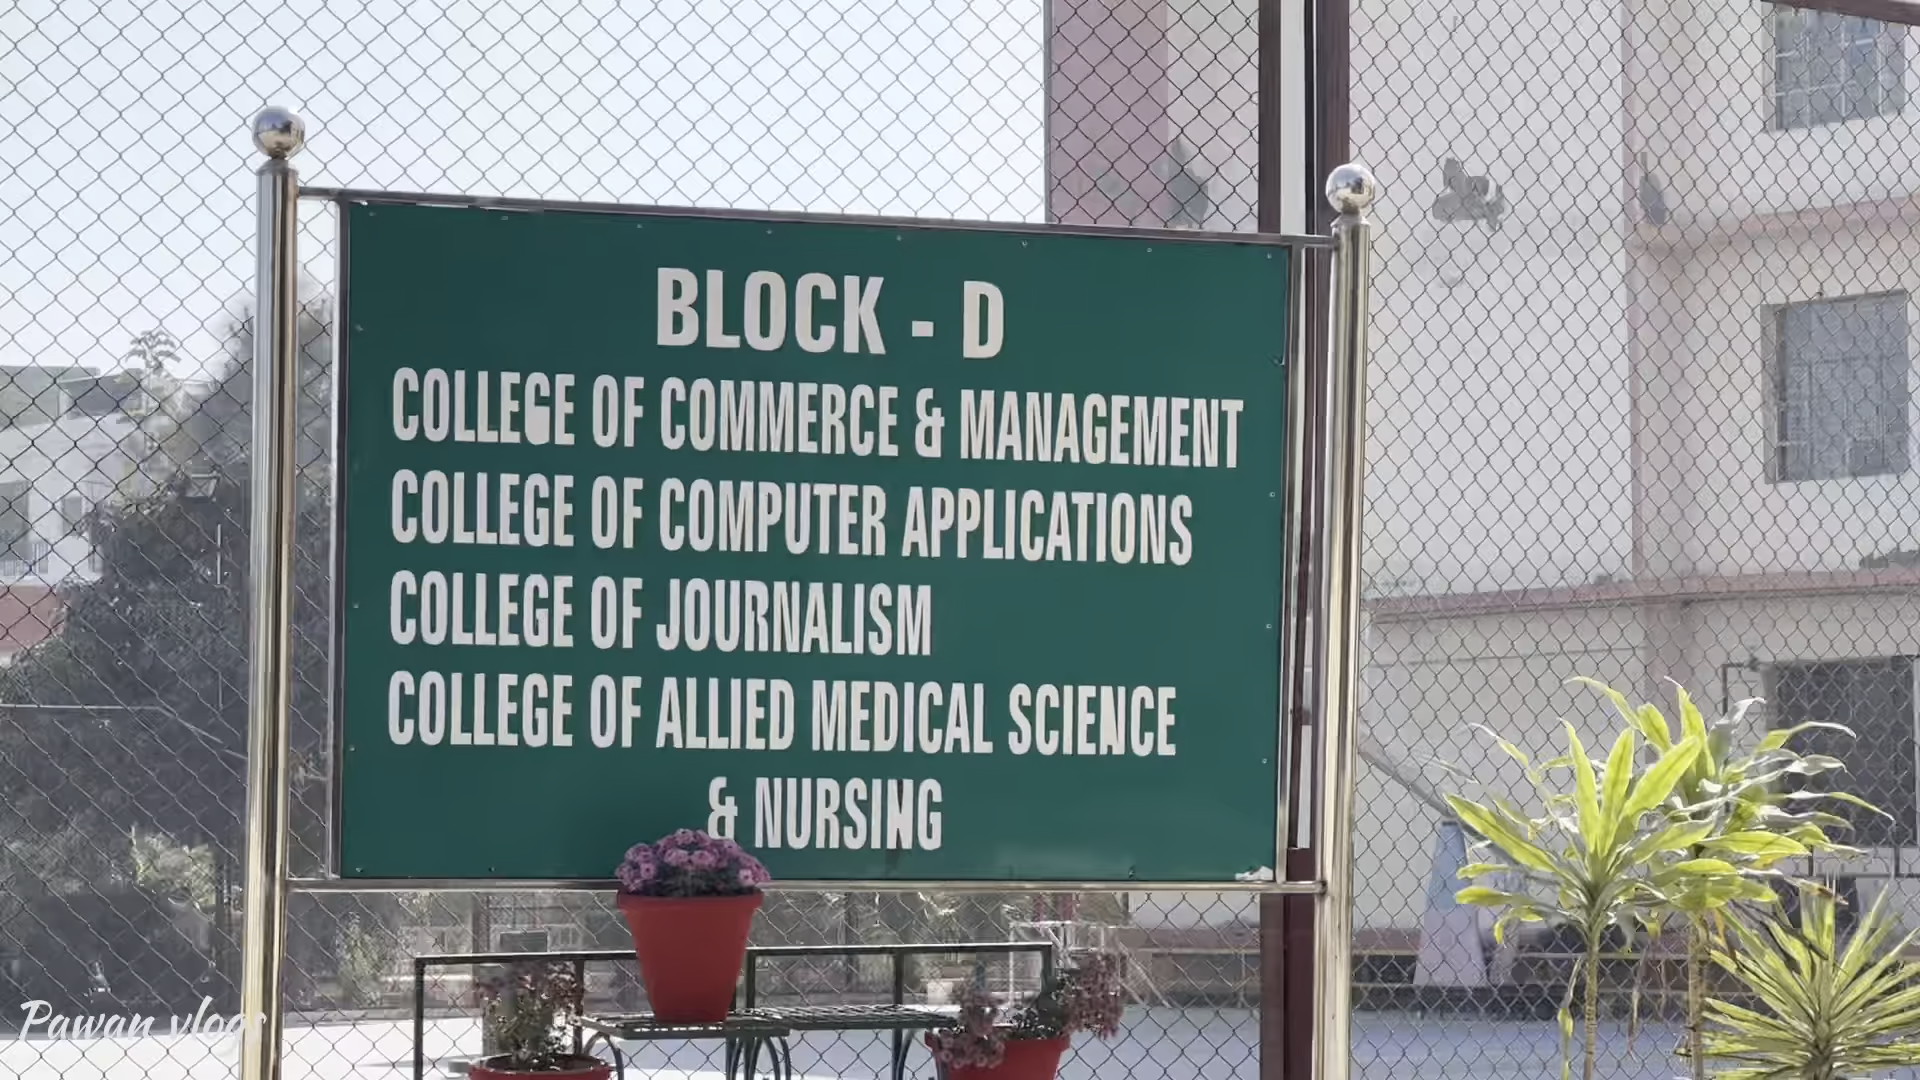 BLOCK - D
COLLEGE OF COMMERCE & MANAGEMENT
COLLEGE OF COMPUTER APPLICATIONS
COLLEGE OF JOURNALISM
COLLEGE OF ALLIED MEDICAL SCIENCE
& NURSING
Pawan vlogs